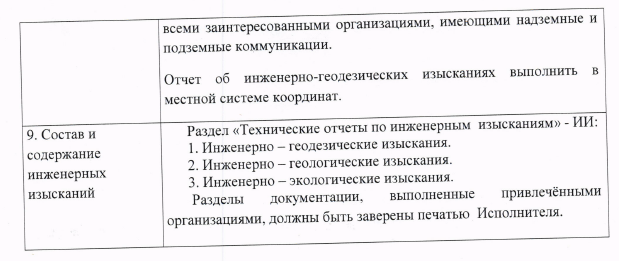 всеми заинтересованными организациями, имеющими надземные и
подземные коммуникации.
Отчет об инженерно-геодезических изысканиях выполнить в
местной системе координат.
9. Состав и
содержание
инженерных
изысканий
Раздел «Технические отчеты по инженерным изысканиям» - ИИ:
1. Инженерно – геодезические изыскания.
2. Инженерно – геологические изыскания.
3. Инженерно – экологические изыскания.
Разделы документации, выполненные привлечёнными
организациями, должны быть заверены печатью Исполнителя.